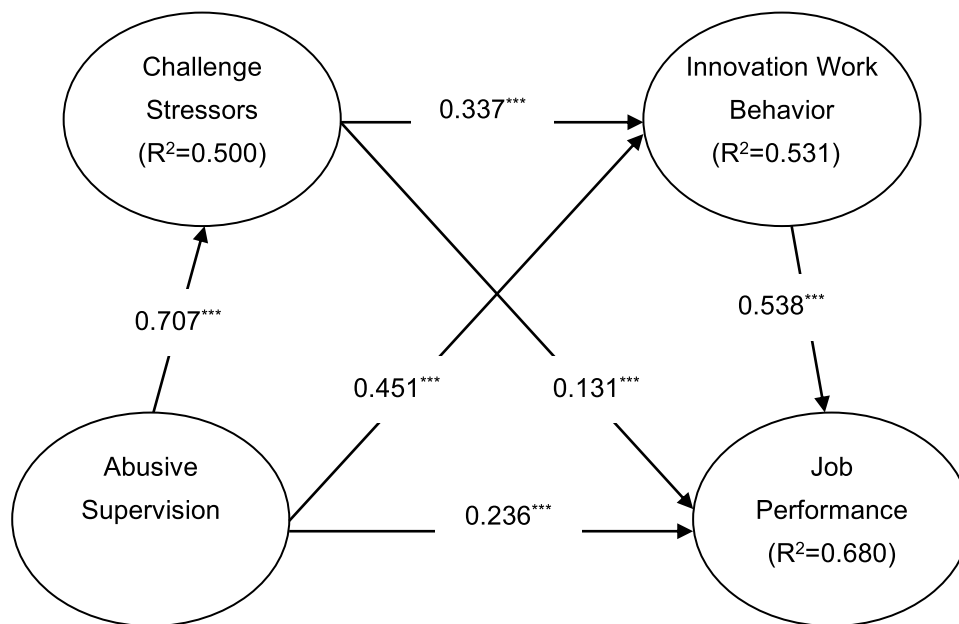 Challenge
Stressors
(R²=0.500)
Innovation Work
Behavior
(R²=0.531)
0.337***
0.707***
0.538***
0.451***
0.131***
Abusive
Supervision
0.236***
Job
Performance
(R²=0.680)